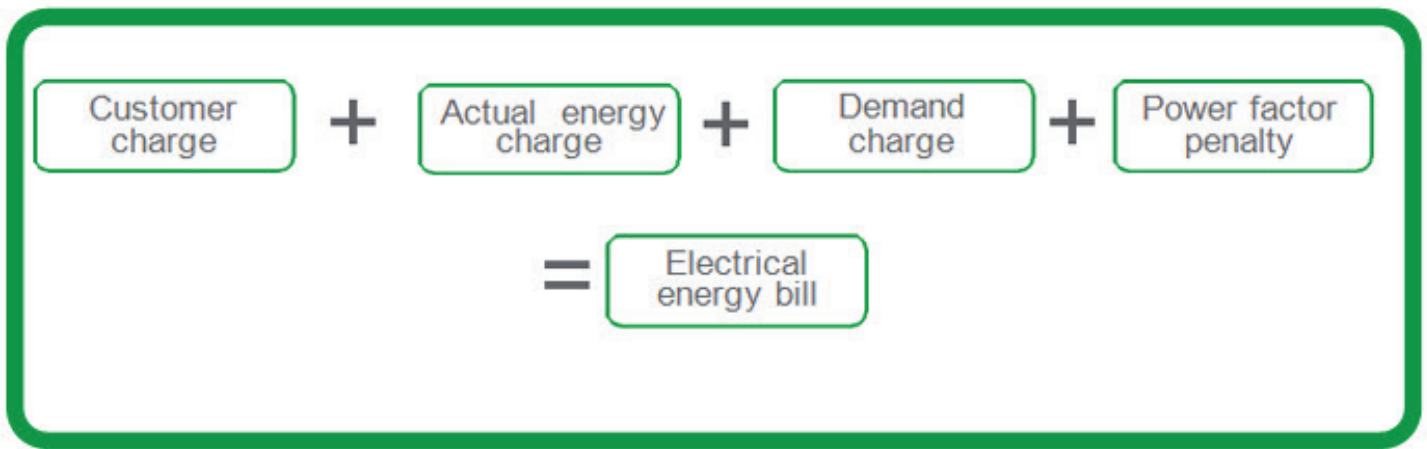 Customer
charge
+
Actual energy
charge
+
Demand
charge
+
Power factor
penalty
=
Electrical
energy bill